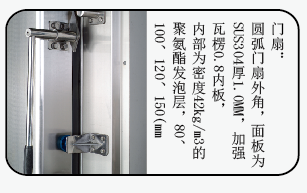 门扇：
圆弧门扇外角，面板为
SUS304厚1.0MM，加强
瓦楞0.8内板，
内部为密度42kg/m3的
聚氨酯发泡层，80、
100、120、150(mm